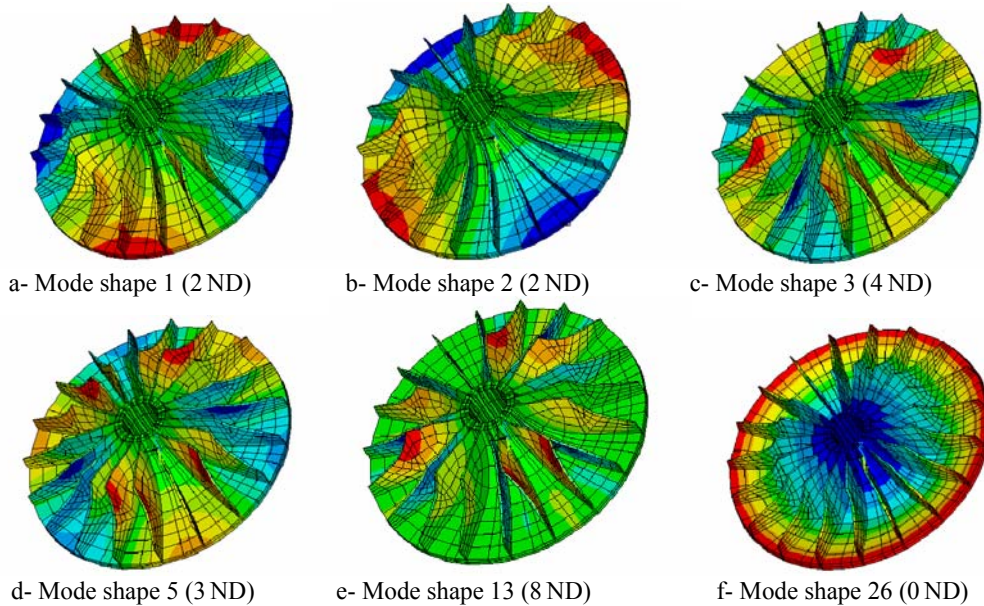 a- Mode shape 1 (2 ND)
b- Mode shape 2 (2 ND)
c- Mode shape 3 (4 ND)
d- Mode shape 5 (3 ND)
e- Mode shape 13 (8 ND)
f- Mode shape 26 (0 ND)